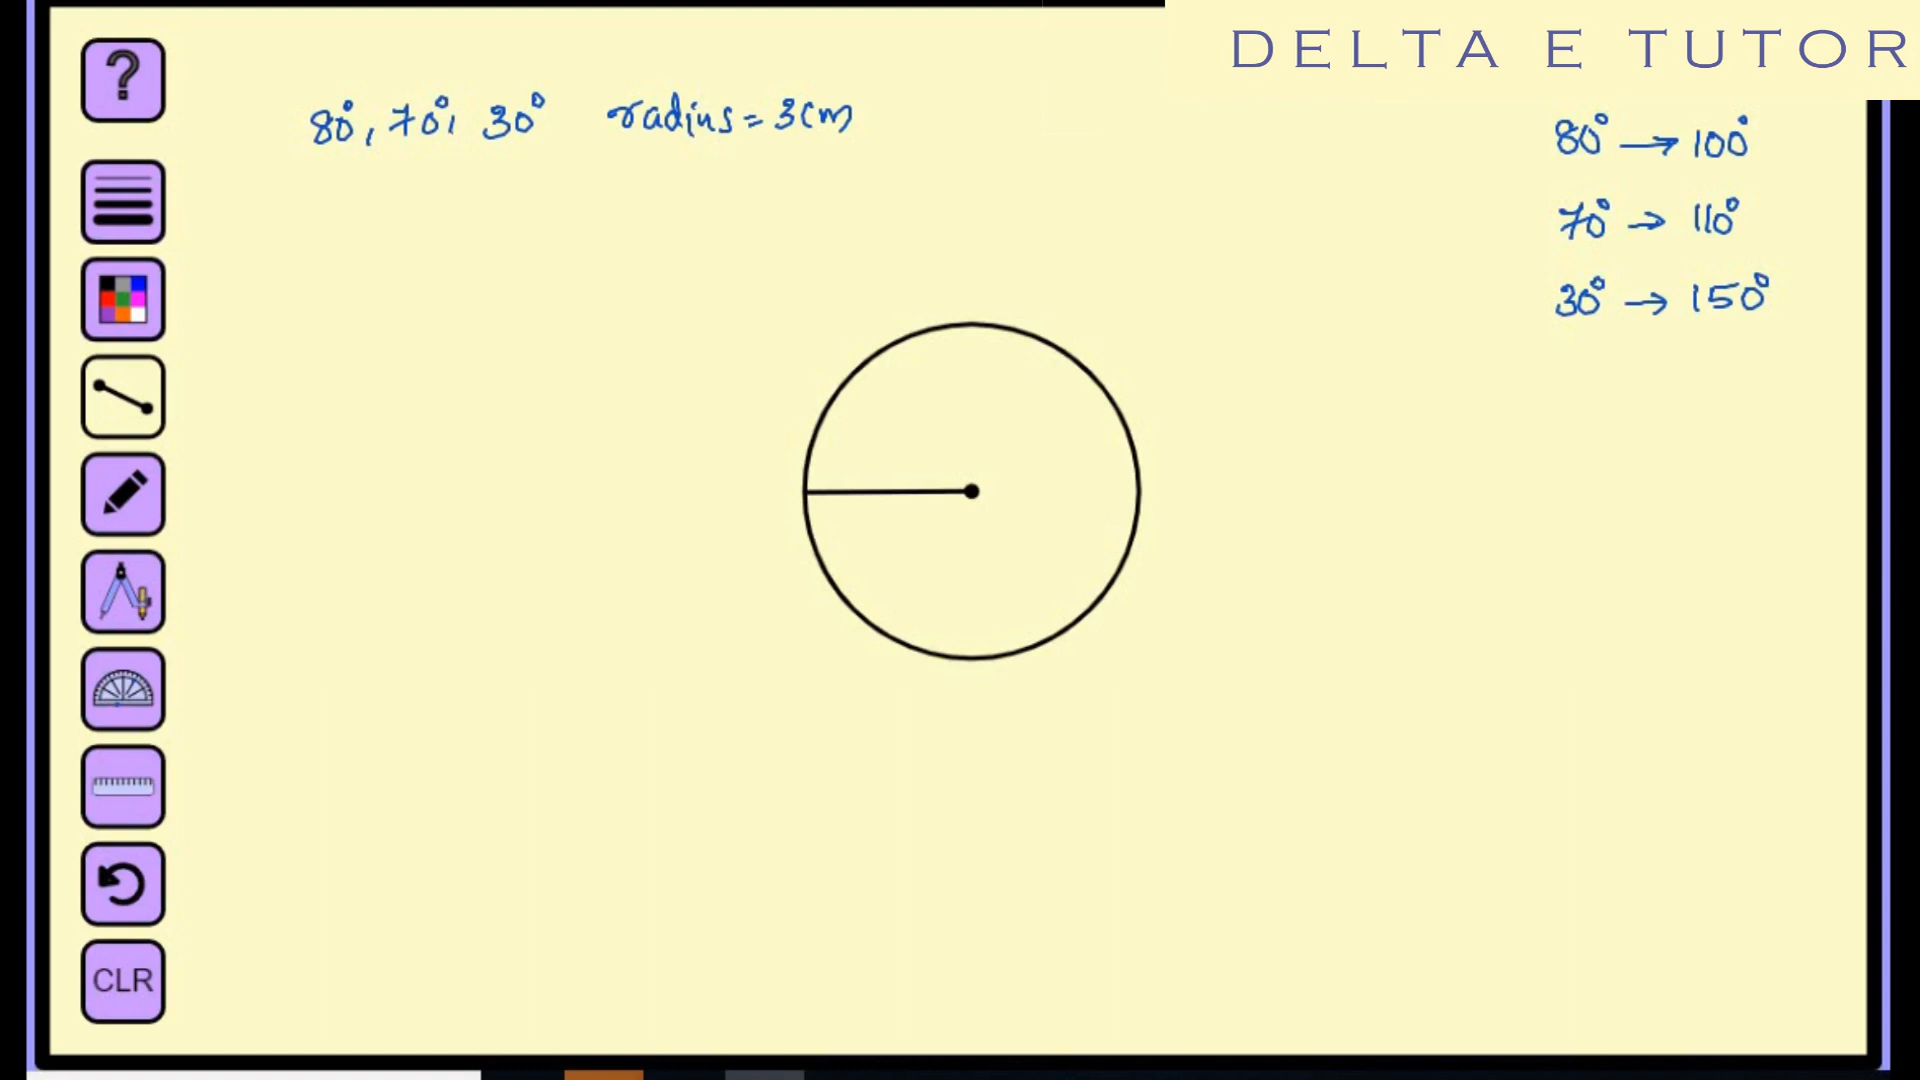 DELTA E TUTOR
80°, 70°, 30° radius = 3cm
80° → 100°
70° → 110°
30° → 150°
?
CLR